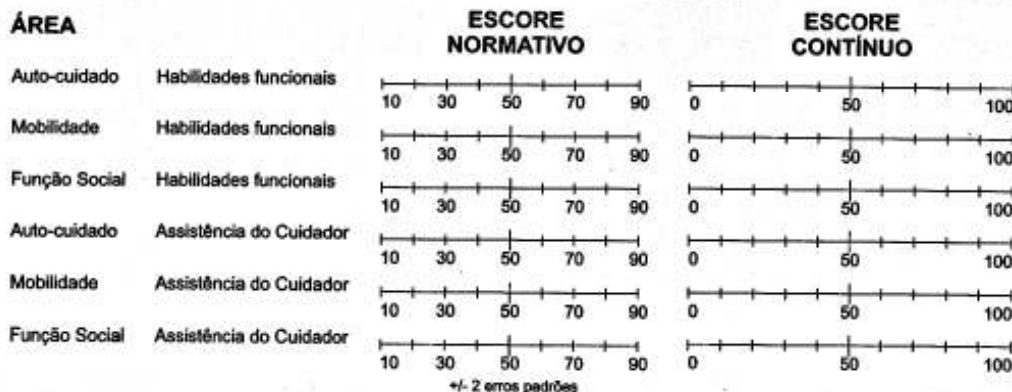 ÁREA ESCORE NORMATIVO ESCORE CONTÍNUO
Auto-cuidado Habilidades funcionais
10 30 50 70 90 0 50 100
Mobilidade Habilidades funcionais
10 30 50 70 90 0 50 100
Função Social Habilidades funcionais
10 30 50 70 90 0 50 100
Auto-cuidado Assistência do Cuidador
10 30 50 70 90 0 50 100
Mobilidade Assistência do Cuidador
10 30 50 70 90 0 50 100
Função Social Assistência do Cuidador
10 30 50 70 90 0 50 100
+/- 2 erros padrões